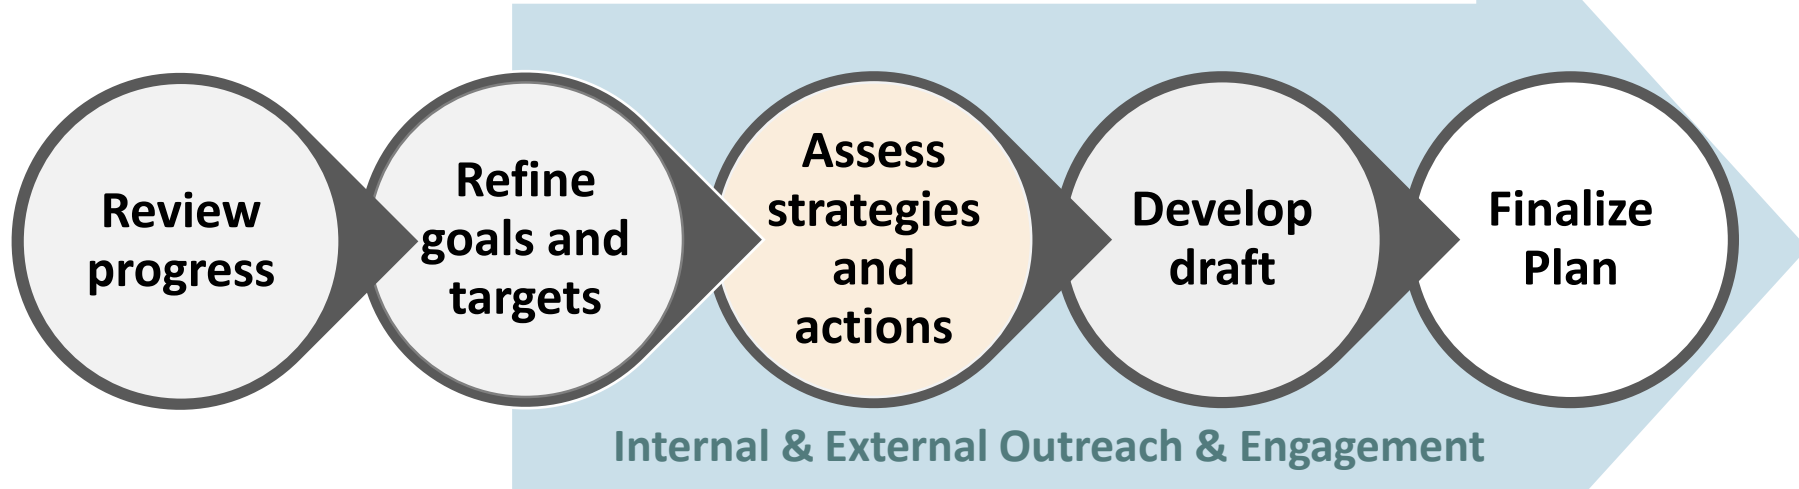 Review
progress
Refine
goals and
targets
Assess
strategies
and
actions
Develop
draft
Finalize
Plan
Internal & External Outreach & Engagement